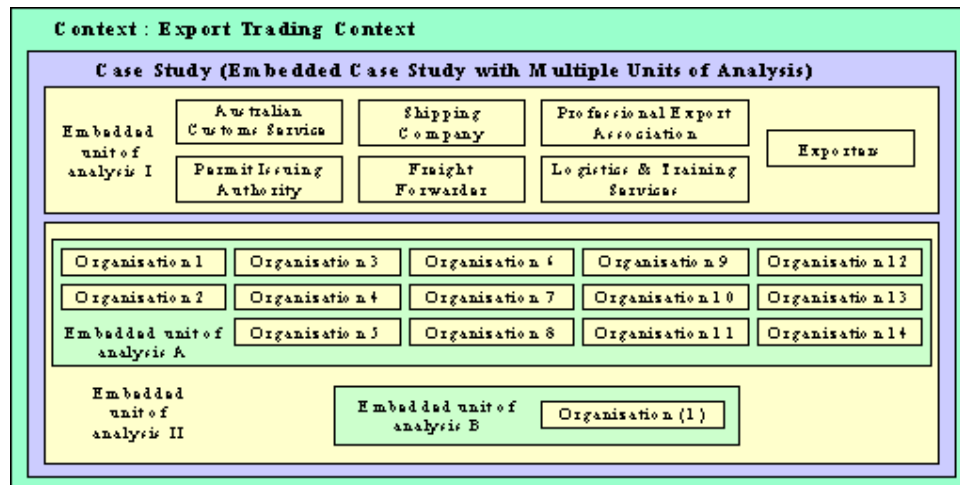 Context : Export Trading Context
Case Study (Embedded Case Study with Multiple Units of Analysis)
Embedded
unit of
analysis I
Australian
Customs Service
Shipping
Company
Professional Export
Association
Exporters
Permit Issuing
Authority
Freight
Forwarder
Logistics & Training
Services
Organisation 1
Organisation 3
Organisation 6
Organisation 9
Organisation 12
Organisation 2
Organisation 4
Organisation 7
Organisation 10
Organisation 13
Embedded unit of
analysis A
Organisation 5
Organisation 8
Organisation 11
Organisation 14
Embedded
unit of
analysis II
Embedded unit of
analysis B
Organisation (1)